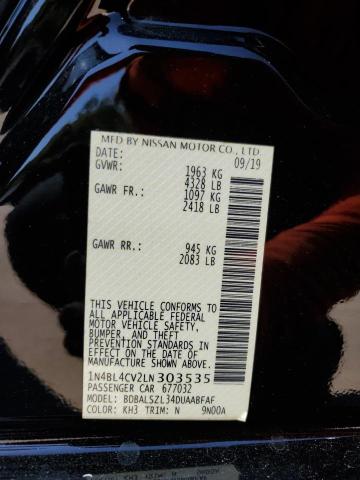 MFD BY NISSAN MOTOR CO., LTD
DATE: 09/19
GVWR: 1963 KG
4328 LB
GAWR FR.: 1097 KG
2418 LB
GAWR RR.: 945 KG
2083 LB
THIS VEHICLE CONFORMS TO
ALL APPLICABLE FEDERAL
MOTOR VEHICLE SAFETY,
BUMPER, AND THEFT
PREVENTION STANDARDS IN
EFFECT ON THE DATE OF
MANUFACTURE SHOWN ABOVE.
1N4BL4CV2LN303535
PASSENGER CAR 677032
MODEL: BDBALSZL34DUAABFAF
COLOR: KH3 TRIM: N 9N00A